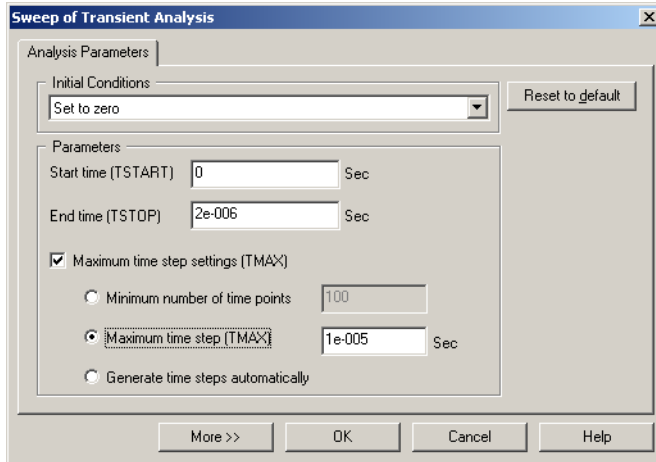 Sweep of Transient Analysis
Analysis Parameters
Initial Conditions
Set to zero
Reset to default
Parameters
Start time (TSTART) 0 Sec
End time (TSTOP) 2e-006 Sec
Maximum time step settings (TMAX)
Minimum number of time points 100
Maximum time step (TMAX) 1e-005 Sec
Generate time steps automatically
More >> OK Cancel Help